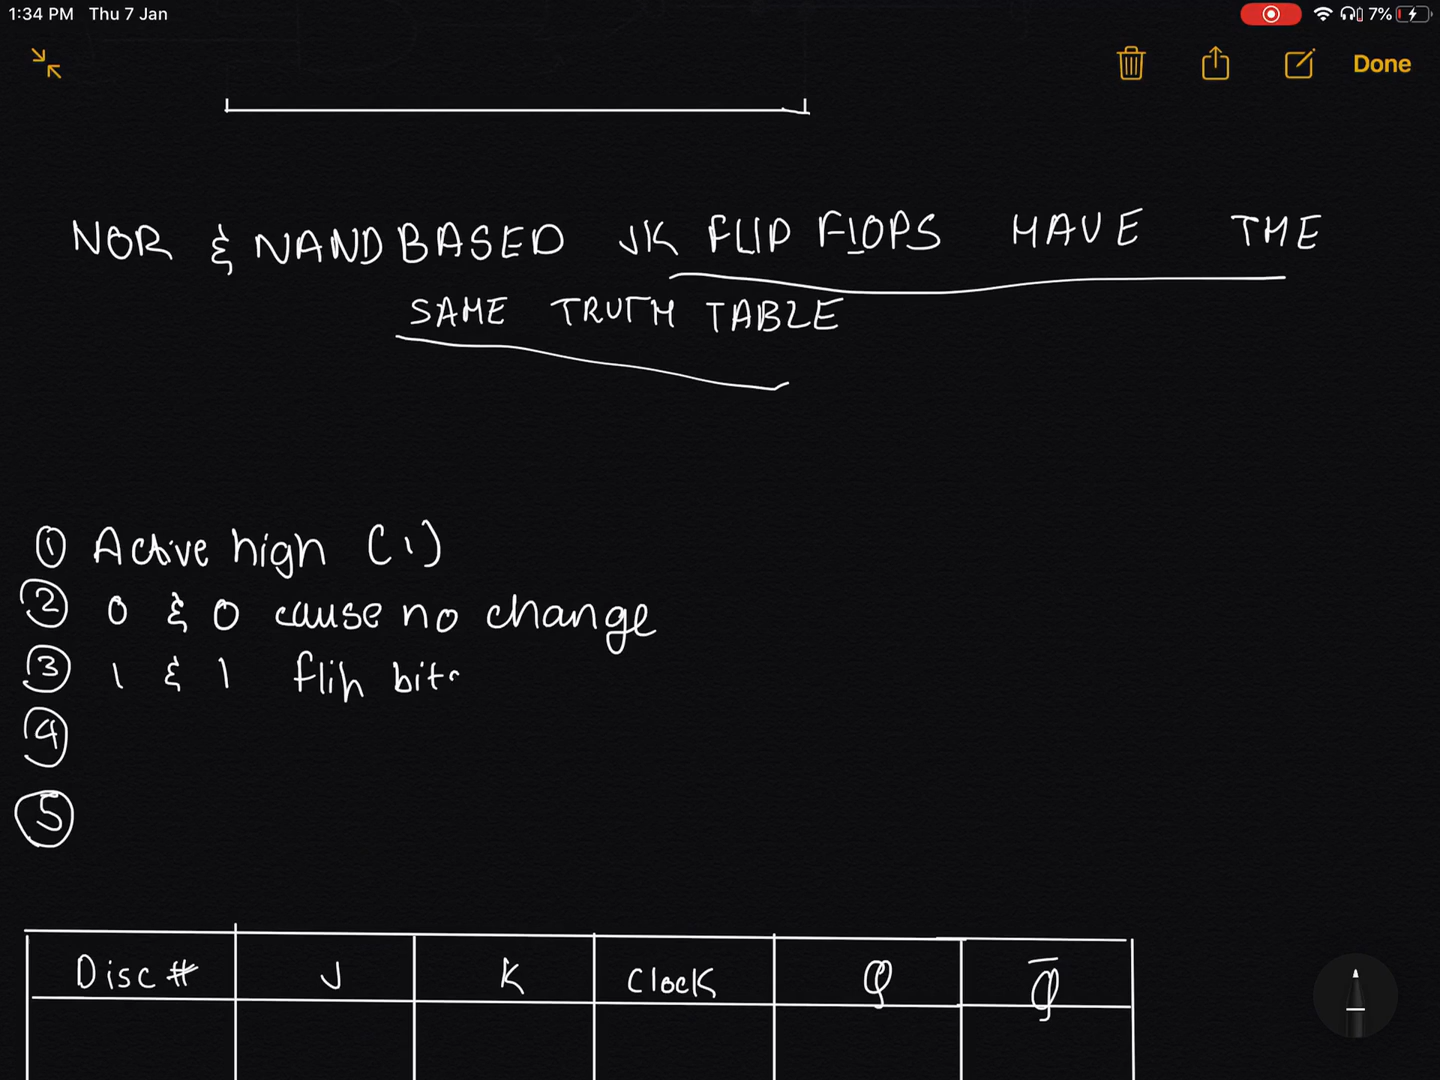 1:34 PM Thu 7 Jan 7%
Done
NOR & NAND BASED JK FLIP FLOPS HAVE THE
SAME TRUTH TABLE
① Active high (1)
② 0 & 0 cause no change
③ 1 & 1 flip bits
④
⑤
Disc # J K Clock Q Q̅